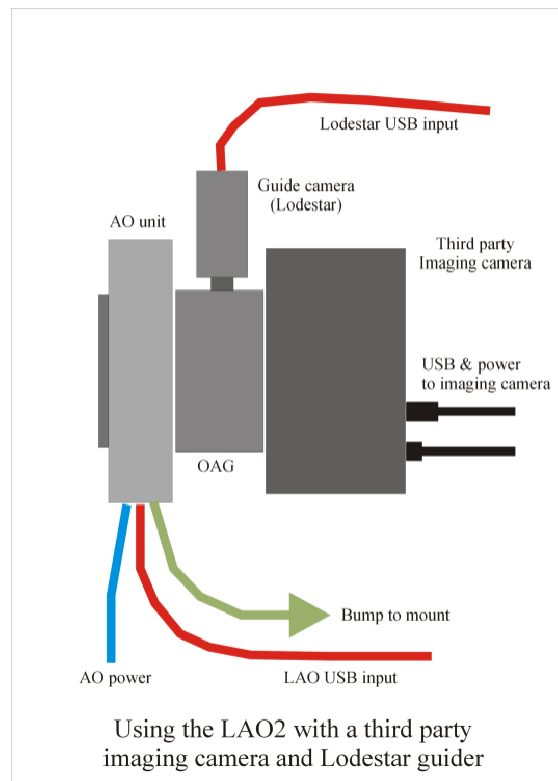 Lodestar USB input
Guide camera
(Lodestar)
AO unit
Third party
Imaging camera
USB & power
to imaging camera
OAG
Bump to mount
AO power
LAO USB input
Using the LAO2 with a third party
imaging camera and Lodestar guider